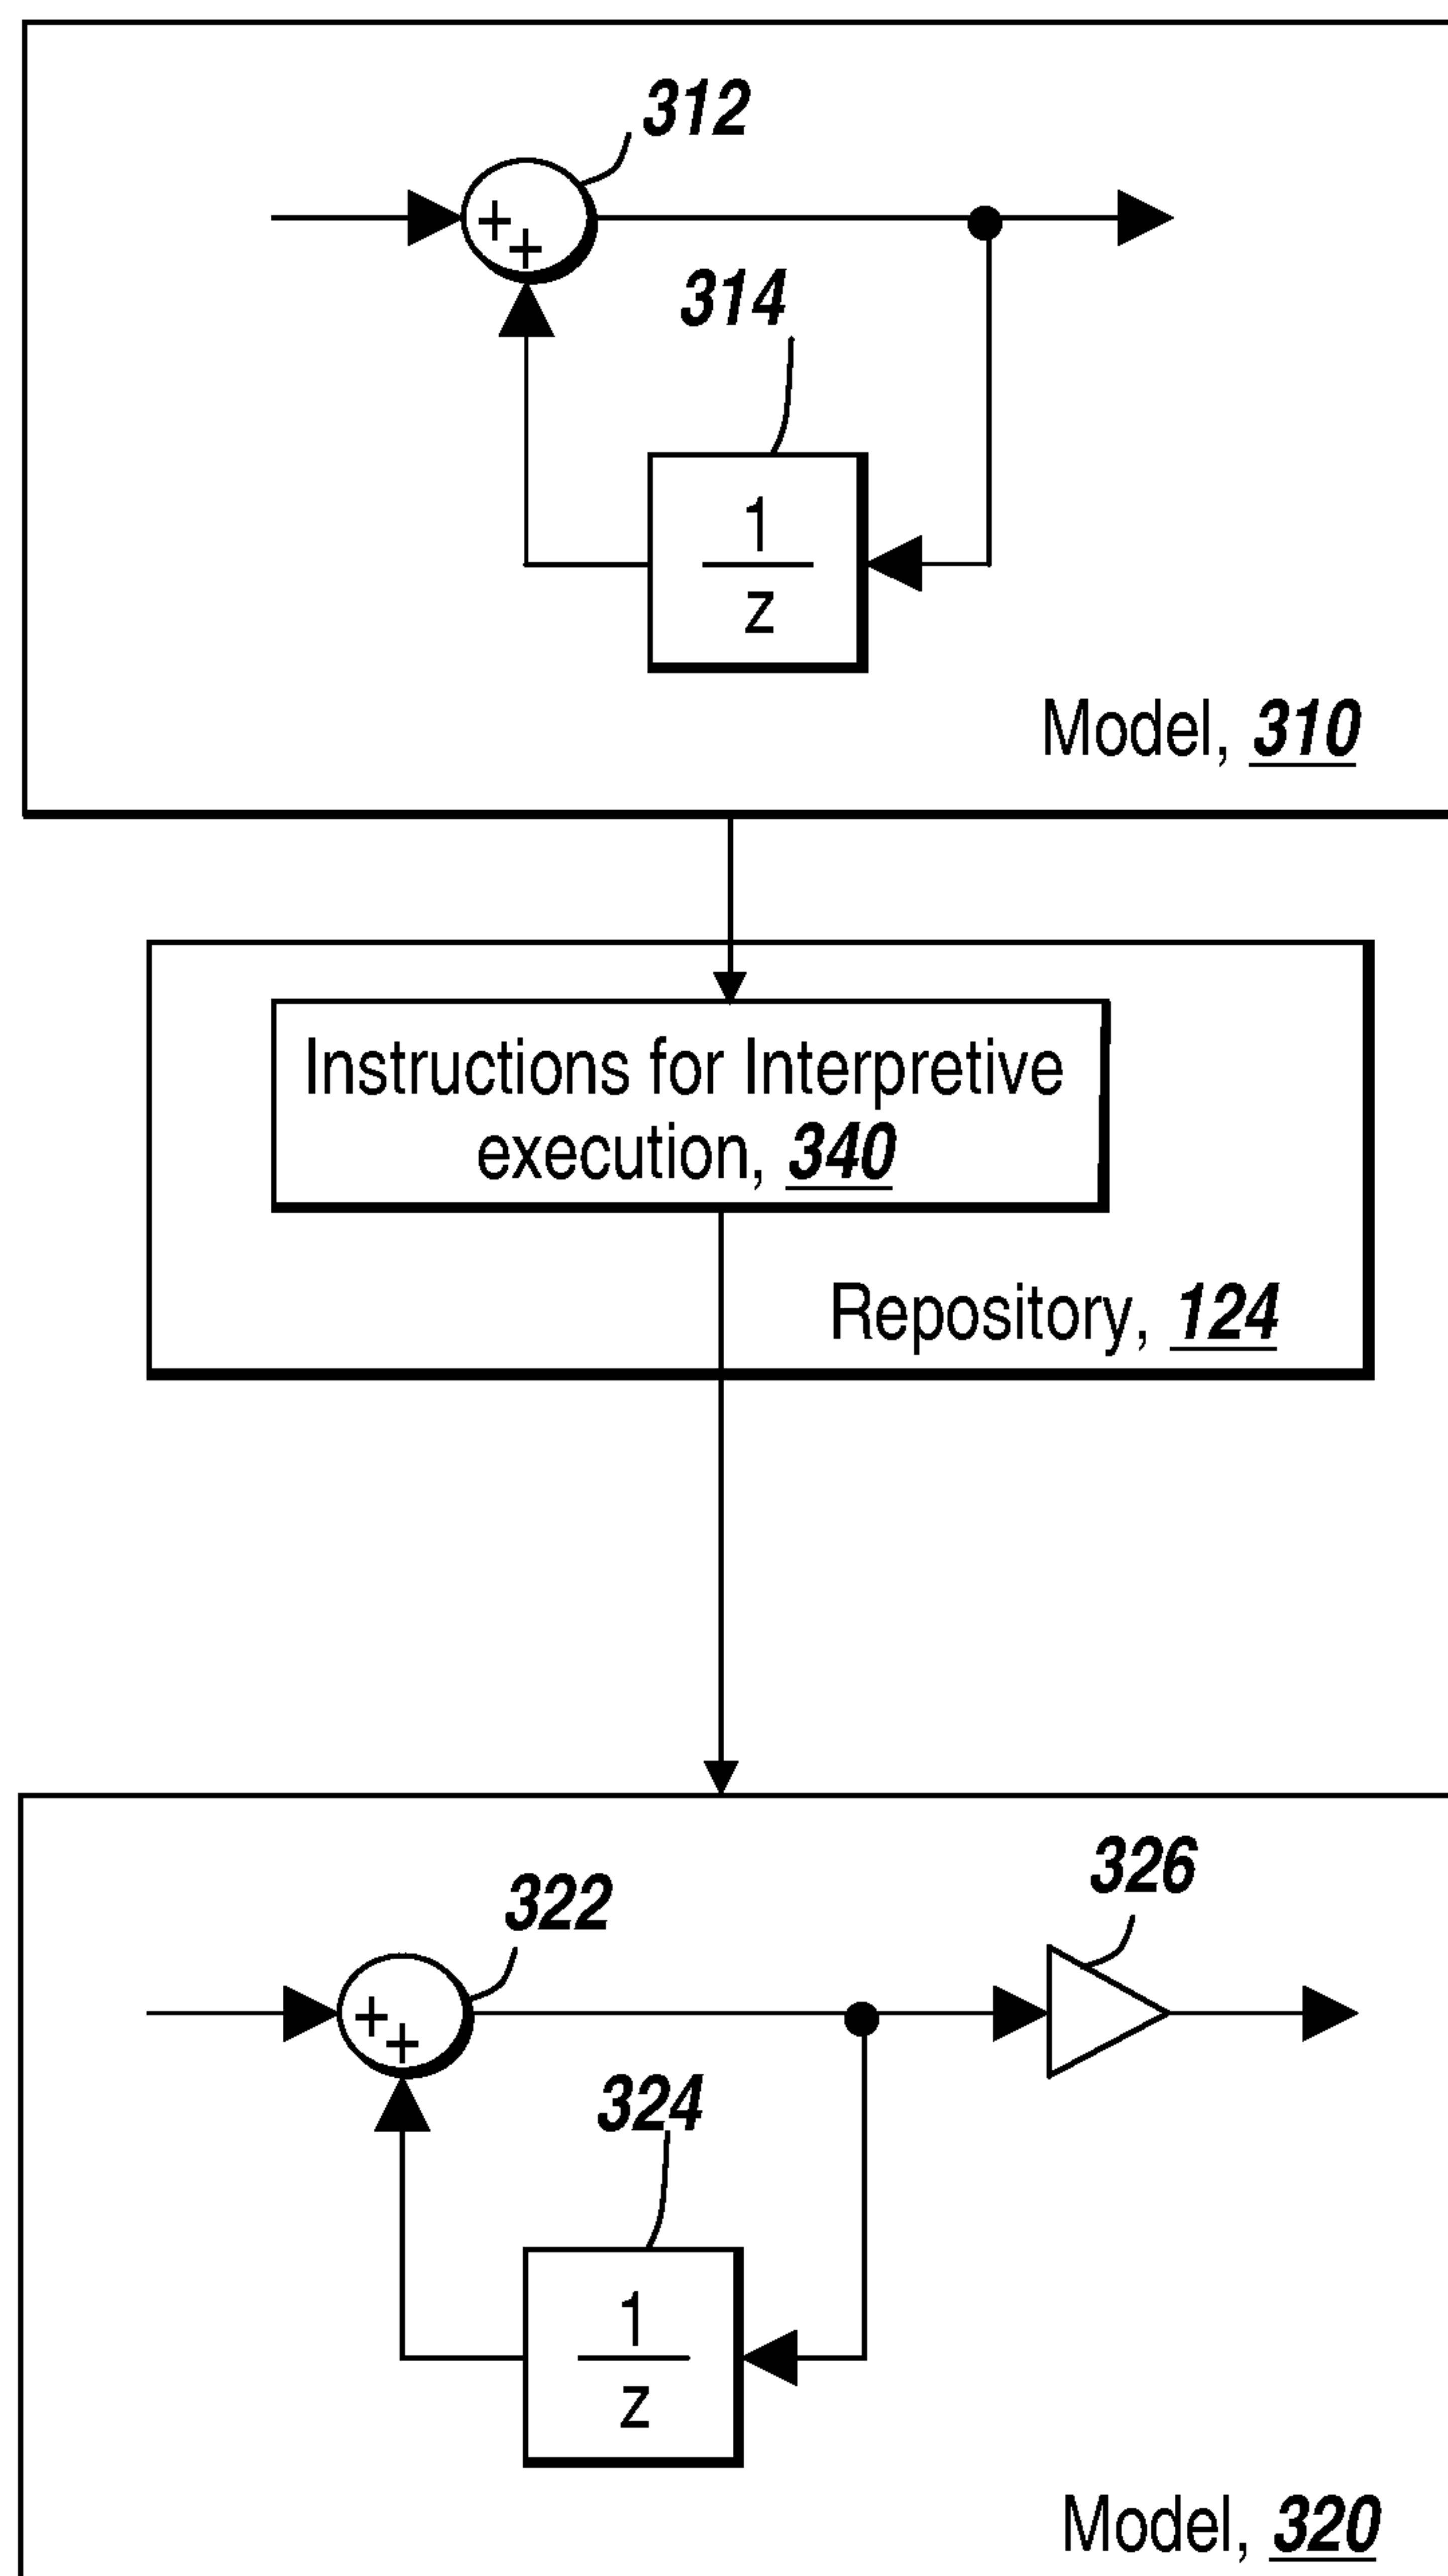 312
+
+
314
1
z
Model, 310
Instructions for Interpretive
execution, 340
Repository, 124
326
322
+
+
324
1
z
Model, 320